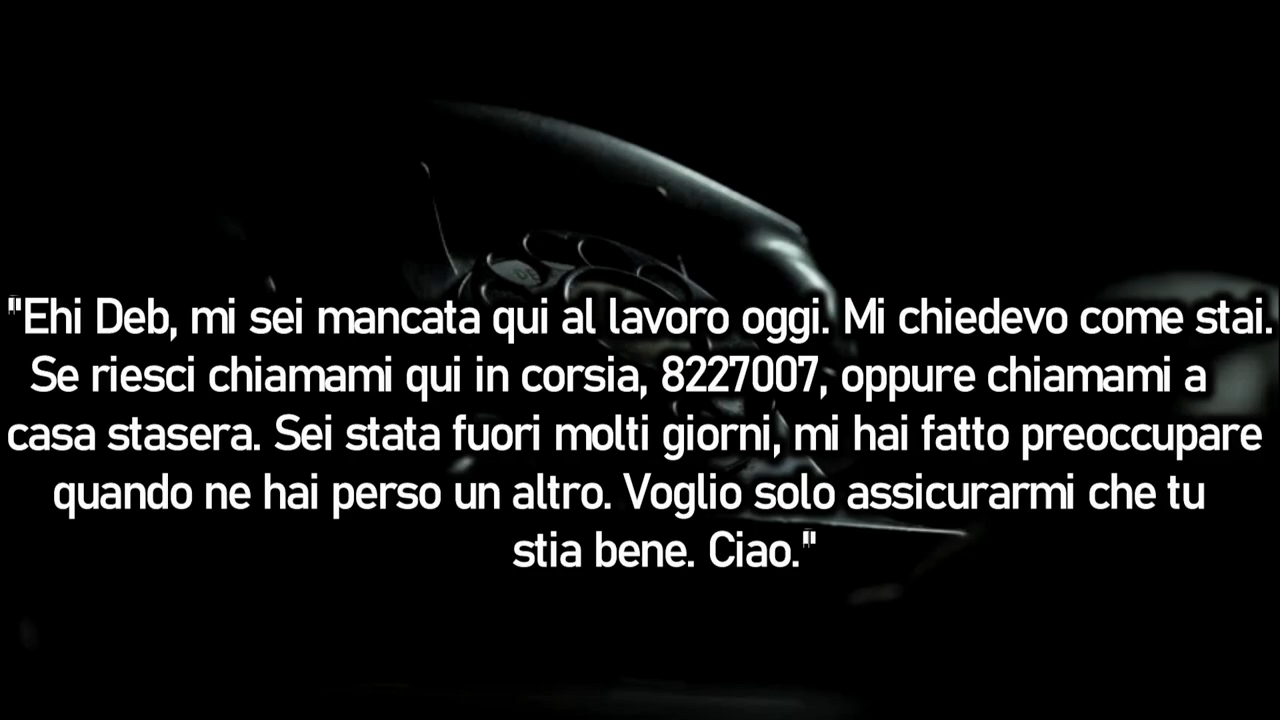 "Ehi Deb, mi sei mancata qui al lavoro oggi. Mi chiedevo come stai.
Se riesci chiamami qui in corsia, 8227007, oppure chiamami a
casa stasera. Sei stata fuori molti giorni, mi hai fatto preoccupare
quando ne hai perso un altro. Voglio solo assicurarmi che tu
stia bene. Ciao."